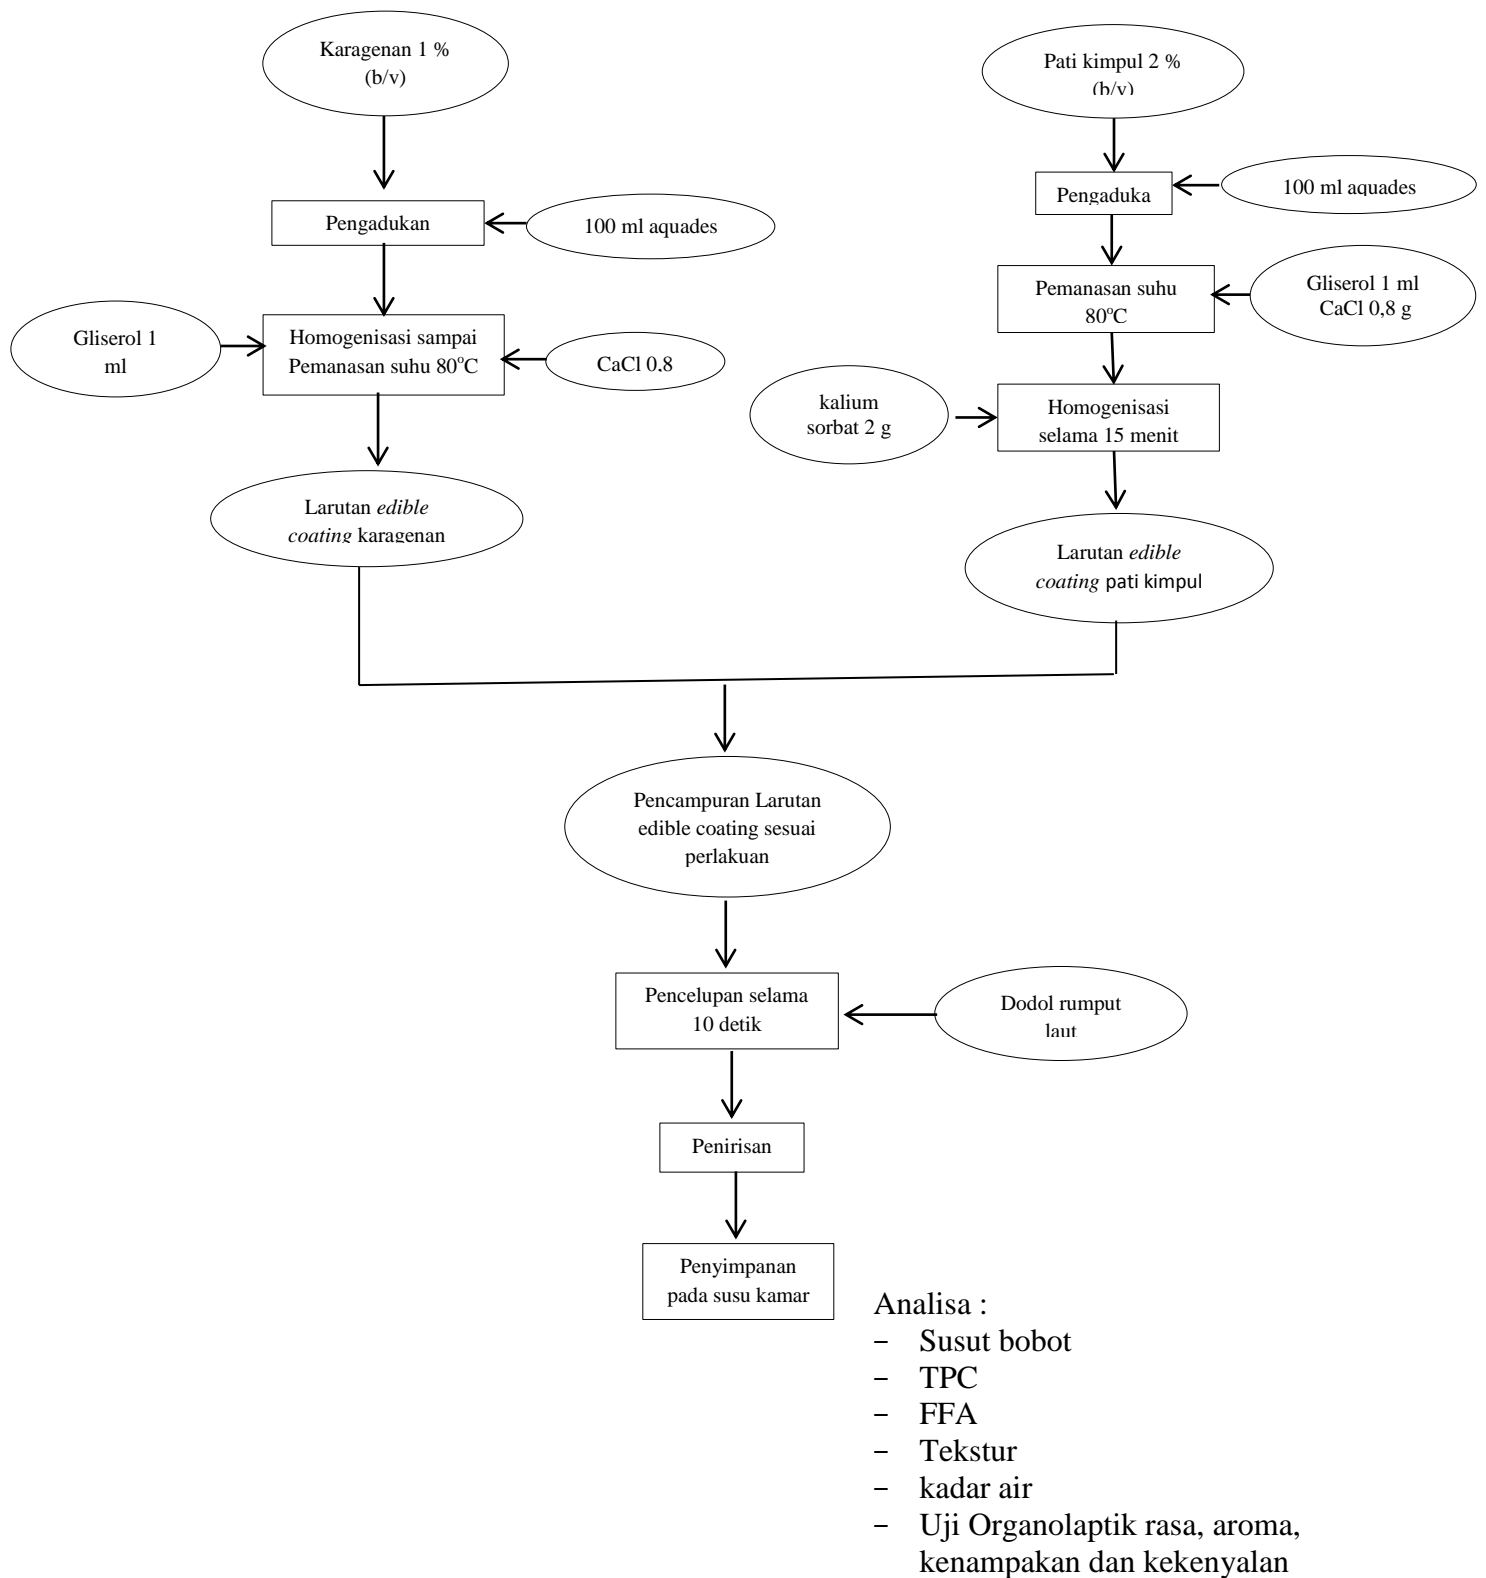 Karagenan 1 %
(b/v)
Pengadukan
100 ml aquades
Gliserol 1
ml
Homogenisasi sampai
Pemanasan suhu 80°C
CaCl 0,8
Larutan edible
coating karagenan
Pati kimpul 2 %
(b/v)
Pengaduka
100 ml aquades
Pemanasan suhu
80°C
Gliserol 1 ml
CaCl 0,8 g
kalium
sorbat 2 g
Homogenisasi
selama 15 menit
Larutan edible
coating pati kimpul
Pencampuran Larutan
edible coating sesuai
perlakuan
Pencelupan selama
10 detik
Dodol rumput
laut
Penirisan
Penyimpanan
pada susu kamar
Analisa :
- Susut bobot
- TPC
- FFA
- Tekstur
- kadar air
- Uji Organolaptik rasa, aroma,
kenampakan dan kekenyalan